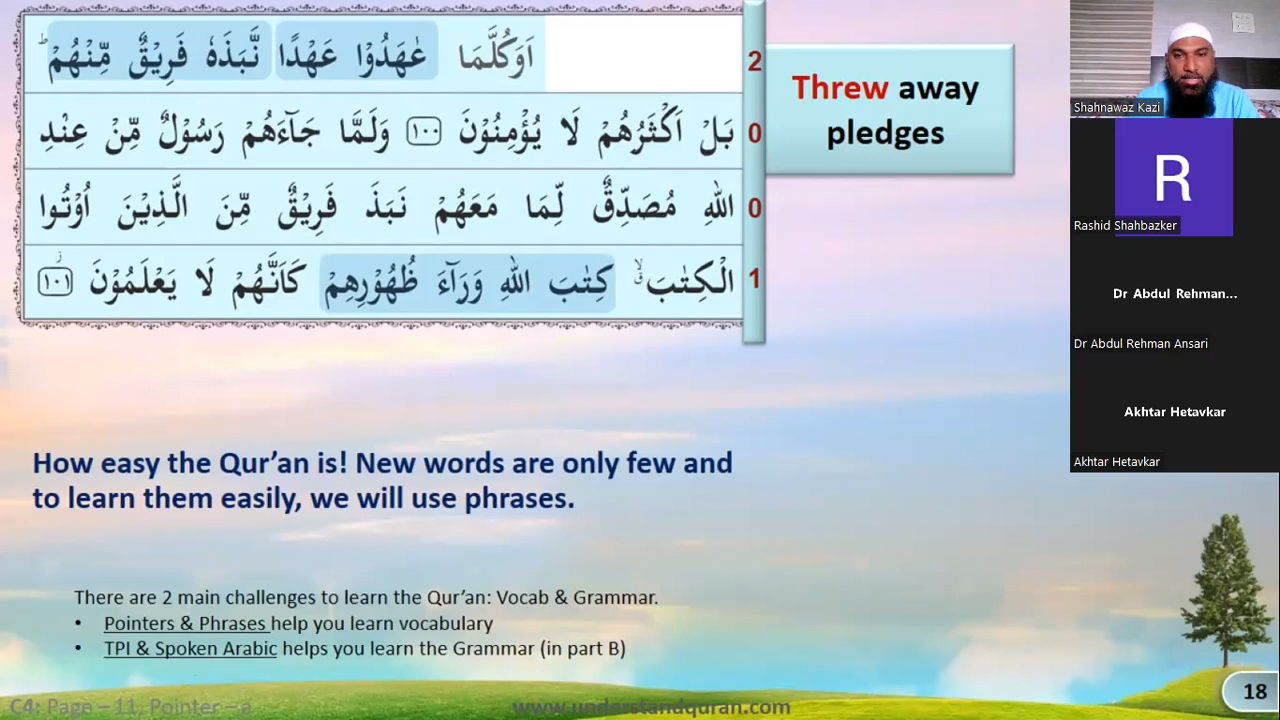 اَوَكُلَّمَا عٰهَدُوْا عَهْدًا نَّبَذَهٗ فَرِيْقٌ مِّنْهُمْ ؕ
بَلْ اَكْثَرُهُمْ لَا يُؤْمِنُوْنَ ﴿١٠٠﴾ وَلَمَّا جَآءَهُمْ رَسُوْلٌ مِّنْ عِنْدِ
اللّٰهِ مُصَدِّقٌ لِّمَا مَعَهُمْ نَبَذَ فَرِيْقٌ مِّنَ الَّذِيْنَ اُوْتُوا
الْكِتٰبَ ۙ كِتٰبَ اللّٰهِ وَرَآءَ ظُهُوْرِهِمْ كَاَنَّهُمْ لَا يَعْلَمُوْنَ ﴿١٠١﴾
2
0
0
1
Threw away
pledges
How easy the Qur’an is! New words are only few and
to learn them easily, we will use phrases.
There are 2 main challenges to learn the Qur’an: Vocab & Grammar.
• Pointers & Phrases help you learn vocabulary
• TPI & Spoken Arabic helps you learn the Grammar (in part B)
C4: Page – 11, Pointer – a
www.understandquran.com
18
Shahnawaz Kazi
R
Rashid Shahbazker
Dr Abdul Rehman...
Dr Abdul Rehman Ansari
Akhtar Hetavkar
Akhtar Hetavkar